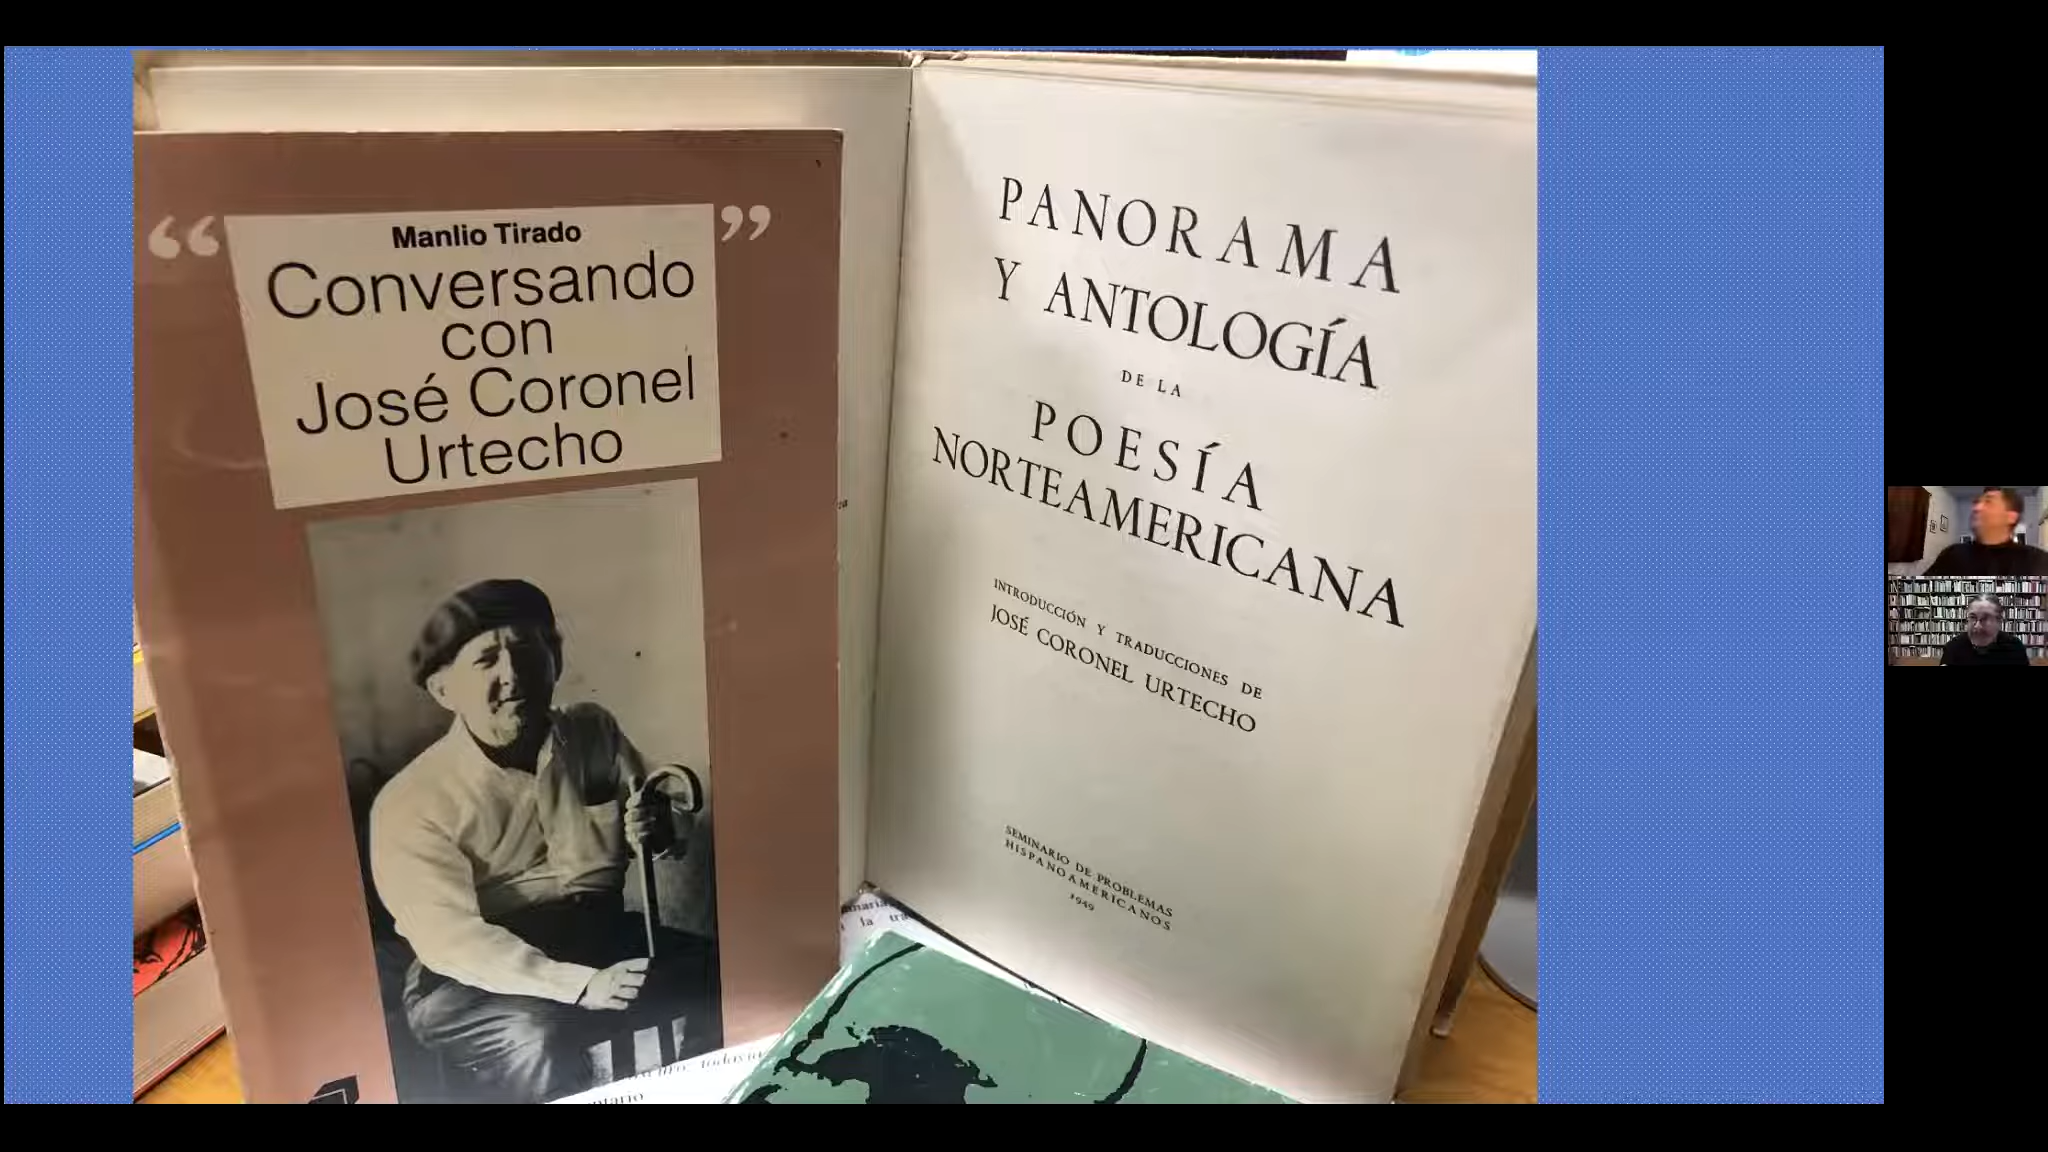 “ ”
Manlio Tirado
Conversando
con
José Coronel
Urtecho
PANORAMA
Y ANTOLOGÍA
DE LA
POESÍA
NORTEAMERICANA
INTRODUCCIÓN Y TRADUCCIONES DE
JOSÉ CORONEL URTECHO
SEMINARIO DE PROBLEMAS
HISPANOAMERICANOS
1949
la